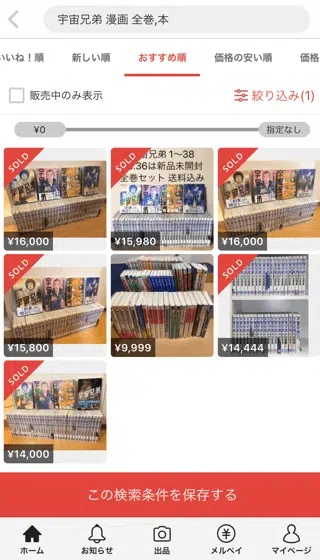 宇宙兄弟 漫画 全巻,本
いいね！順
新しい順
おすすめ順
価格の安い順
価格
販売中のみ表示
絞り込み(1)
¥0
指定なし
SOLD
¥16,000
SOLD
宙兄弟 1〜38
36は新品未開封
全巻セット 送料込み
¥15,980
SOLD
¥16,000
SOLD
¥15,800
¥9,999
SOLD
¥14,444
SOLD
宇宙兄弟
¥14,000
この検索条件を保存する
ホーム
お知らせ
出品
メルペイ
マイページ